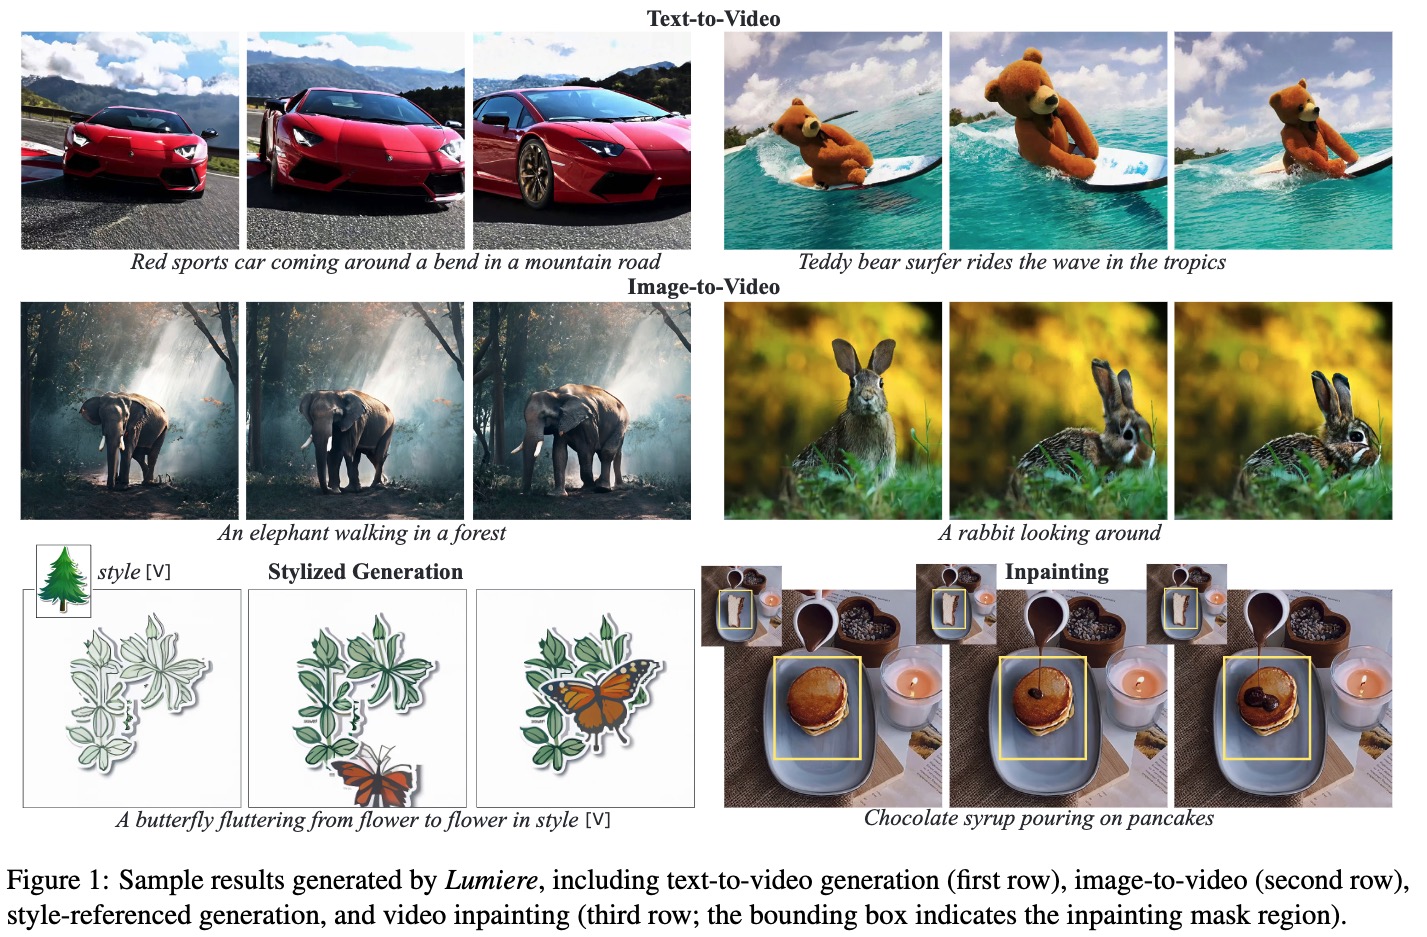 Text-to-Video
Red sports car coming around a bend in a mountain road
Teddy bear surfer rides the wave in the tropics
Image-to-Video
An elephant walking in a forest
A rabbit looking around
style [V]
Stylized Generation
Inpainting
A butterfly fluttering from flower to flower in style [V]
Chocolate syrup pouring on pancakes
Figure 1: Sample results generated by Lumiere, including text-to-video generation (first row), image-to-video (second row),
style-referenced generation, and video inpainting (third row; the bounding box indicates the inpainting mask region).